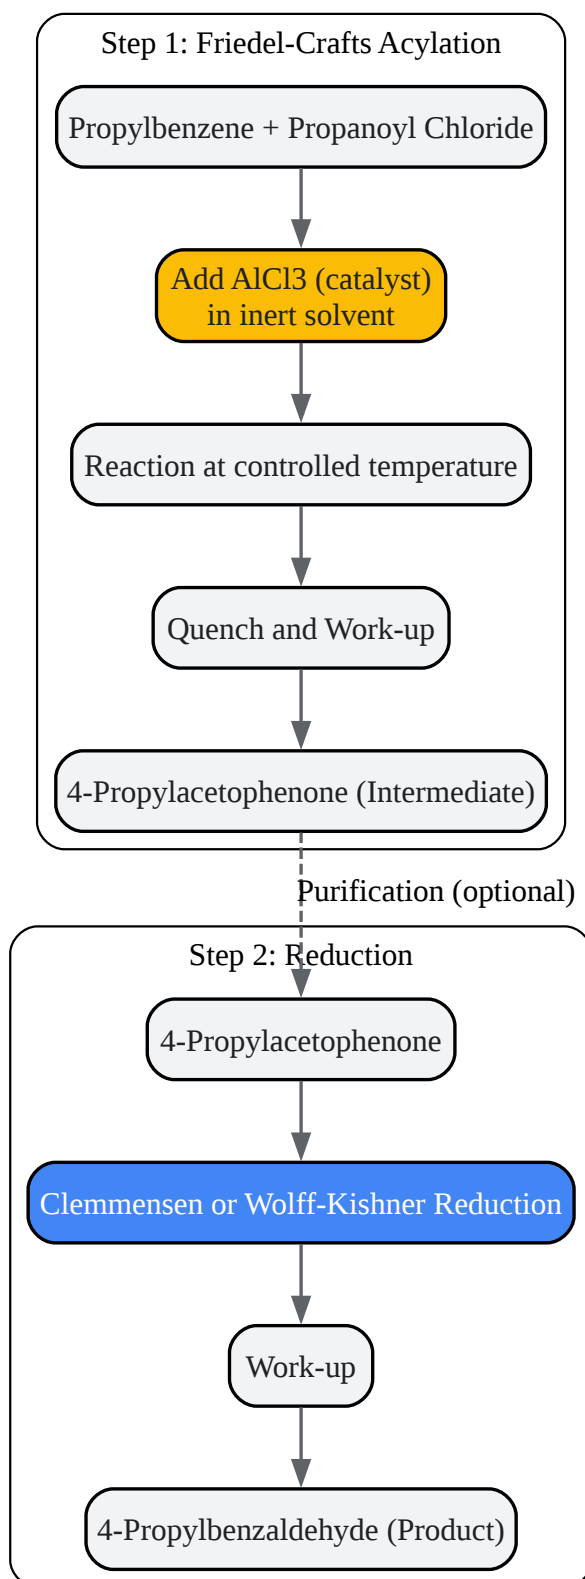 Step 1: Friedel-Crafts Acylation
Propylbenzene + Propanoyl Chloride
Add AlCl3 (catalyst)
in inert solvent
Reaction at controlled temperature
Quench and Work-up
4-Propylacetophenone (Intermediate)
Purification (optional)
Step 2: Reduction
4-Propylacetophenone
Clemmensen or Wolff-Kishner Reduction
Work-up
4-Propylbenzaldehyde (Product)